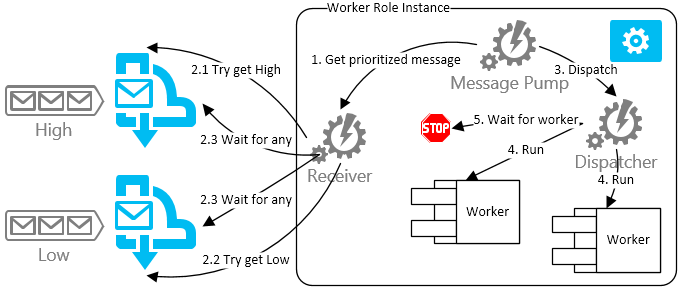 Worker Role Instance
1. Get prioritized message
Message Pump
3. Dispatch
2.1 Try get High
High
2.3 Wait for any
Receiver
STOP
5. Wait for worker
Dispatcher
4. Run
4. Run
2.3 Wait for any
Worker
Worker
Low
2.2 Try get Low